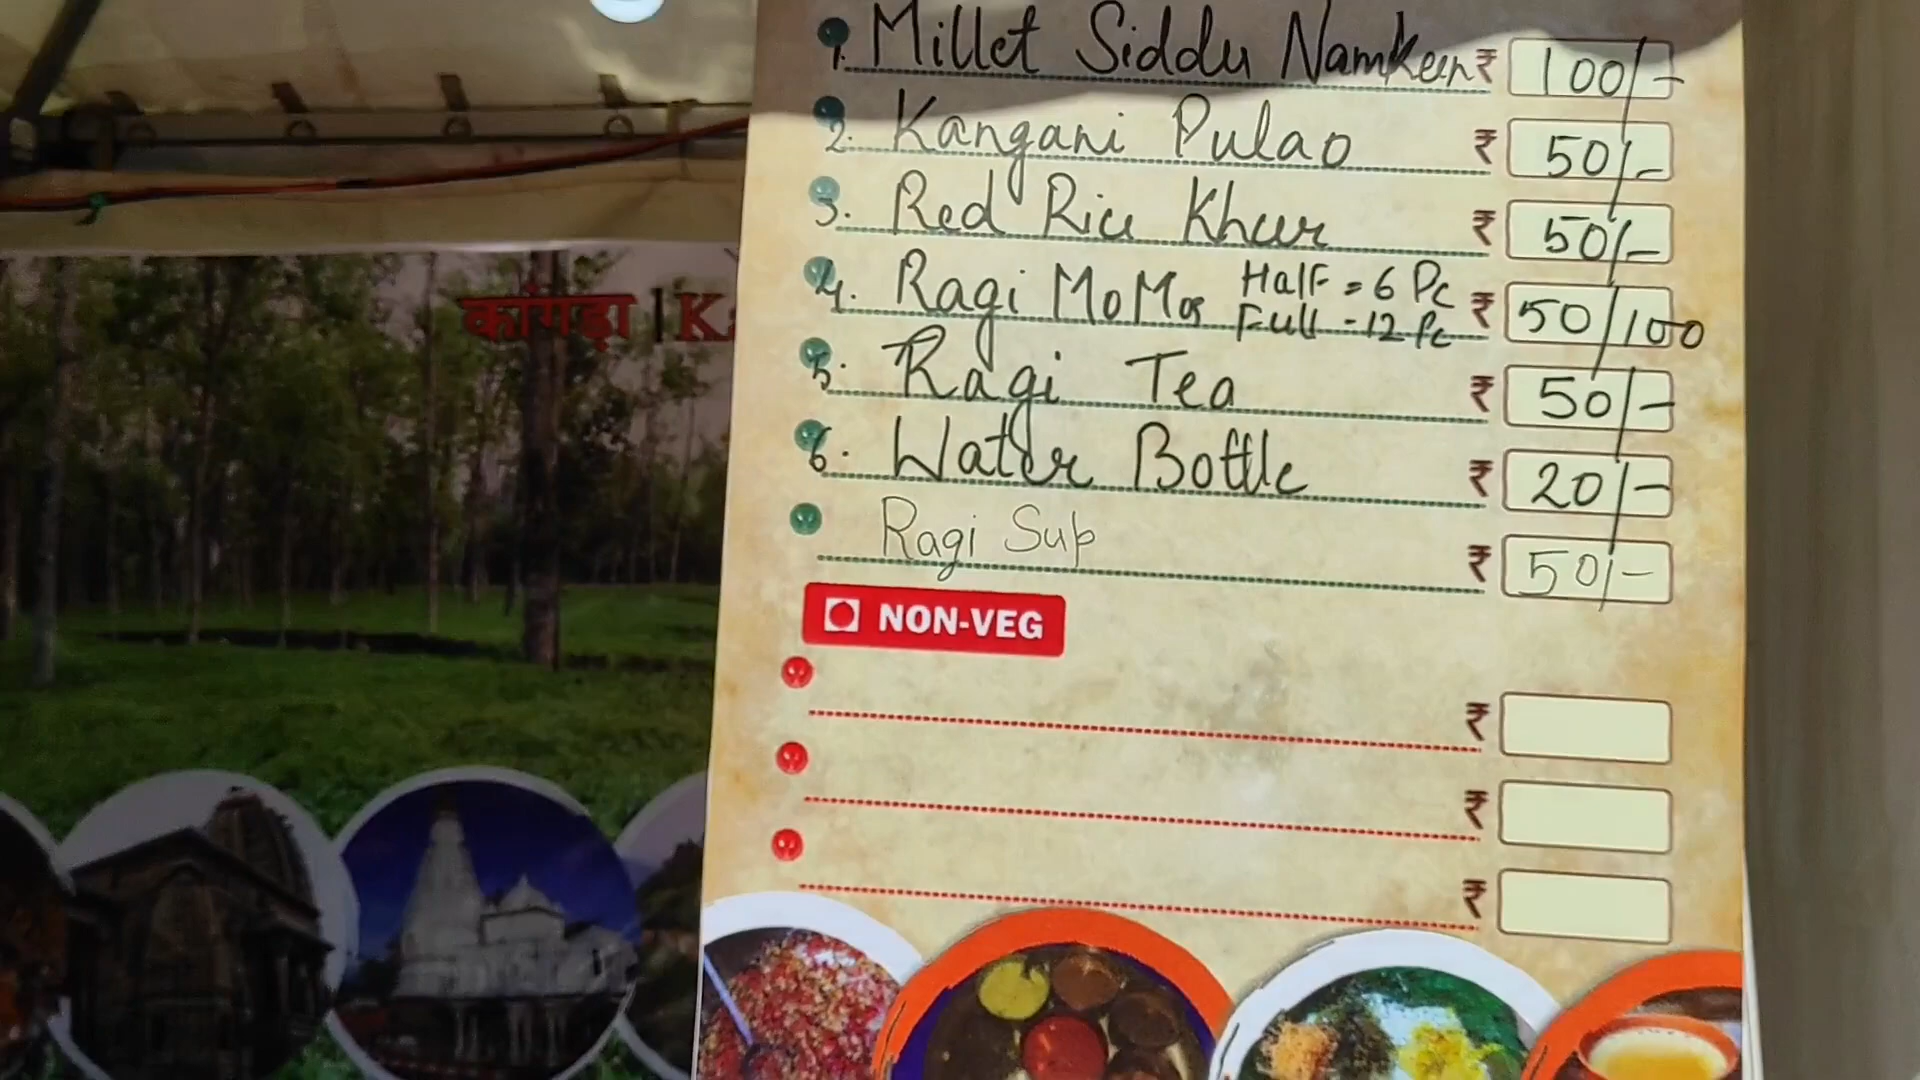 1. Millet Siddu Namkeen ₹ 100/-
2. Kangani Pulao ₹ 50/-
3. Red Rice Kheer ₹ 50/-
4. Ragi MoMos Half = 6 Pc Full - 12 Pc ₹ 50/100
5. Ragi Tea ₹ 50/-
6. Water Bottle ₹ 20/-
Ragi Sup ₹ 50/-
NON-VEG
₹
₹
₹
कांगड़ा | K